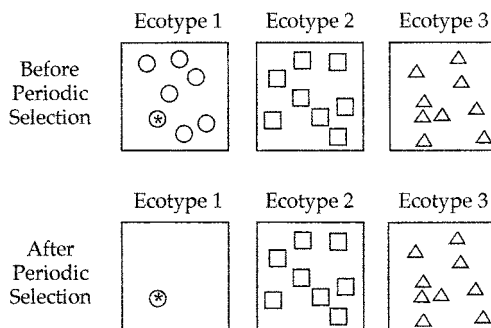 Ecotype 1 Ecotype 2 Ecotype 3
Before
Periodic
Selection
*
Ecotype 1 Ecotype 2 Ecotype 3
After
Periodic
Selection
*